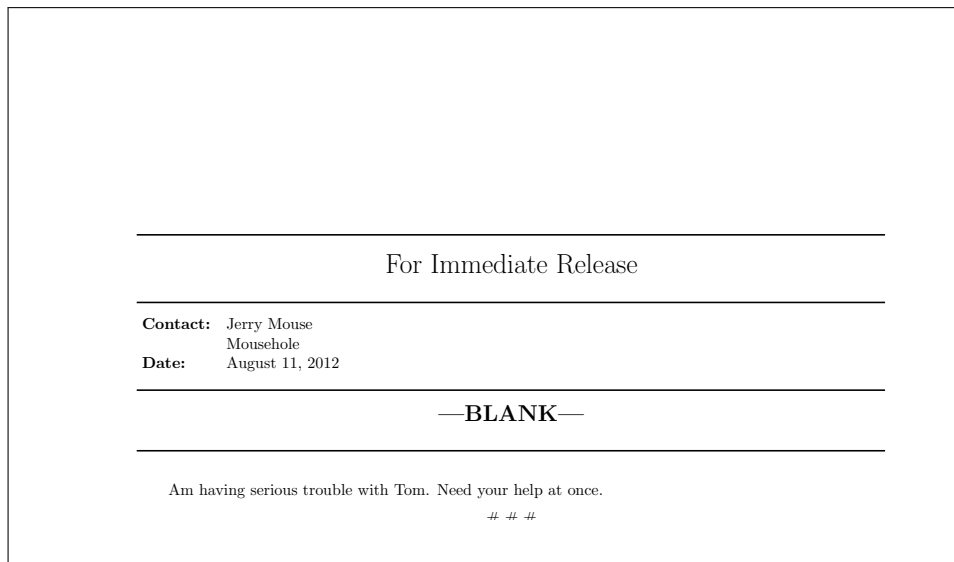 For Immediate Release
Contact: Jerry Mouse
Mousehole
Date: August 11, 2012
—BLANK—
Am having serious trouble with Tom. Need your help at once.
# # #